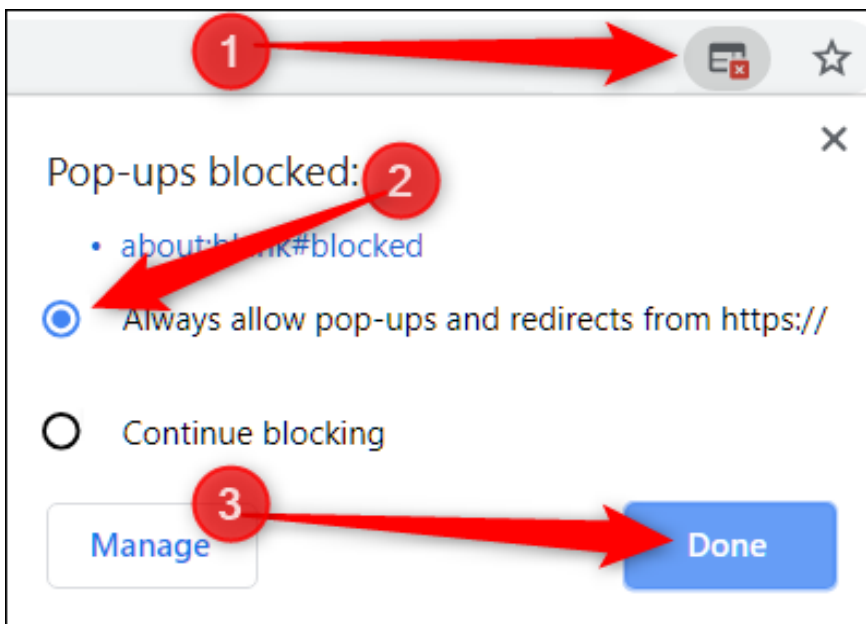 1
Pop-ups blocked:
2
• about:blank#blocked
Always allow pop-ups and redirects from https://
Continue blocking
3
Manage
Done